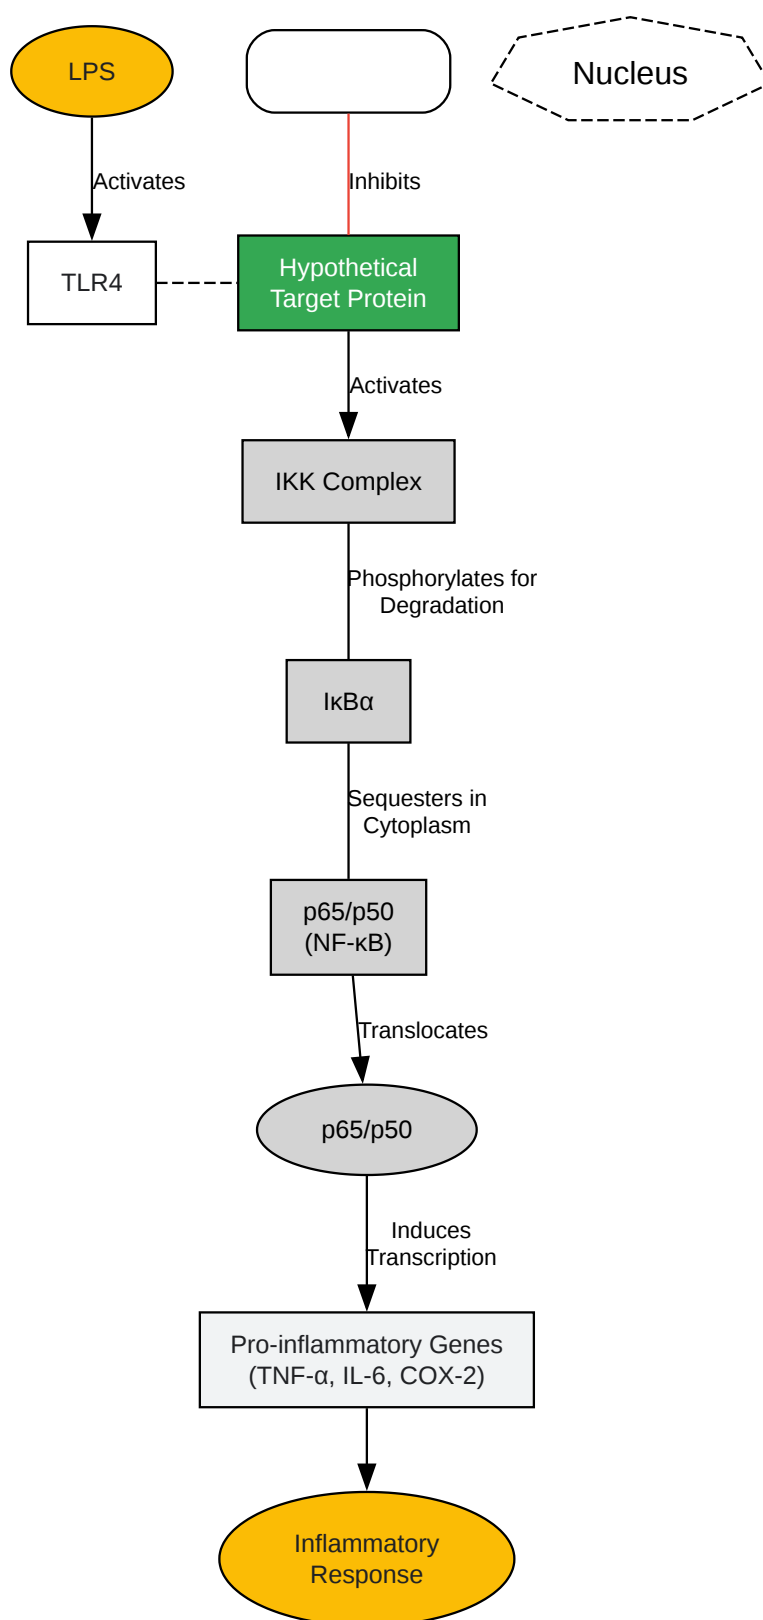 LPS
Nucleus
Activates
Inhibits
TLR4
Hypothetical
Target Protein
Activates
IKK Complex
Phosphorylates for
Degradation
IκBα
Sequesters in
Cytoplasm
p65/p50
(NF-κB)
Translocates
p65/p50
Induces
Transcription
Pro-inflammatory Genes
(TNF-α, IL-6, COX-2)
Inflammatory
Response